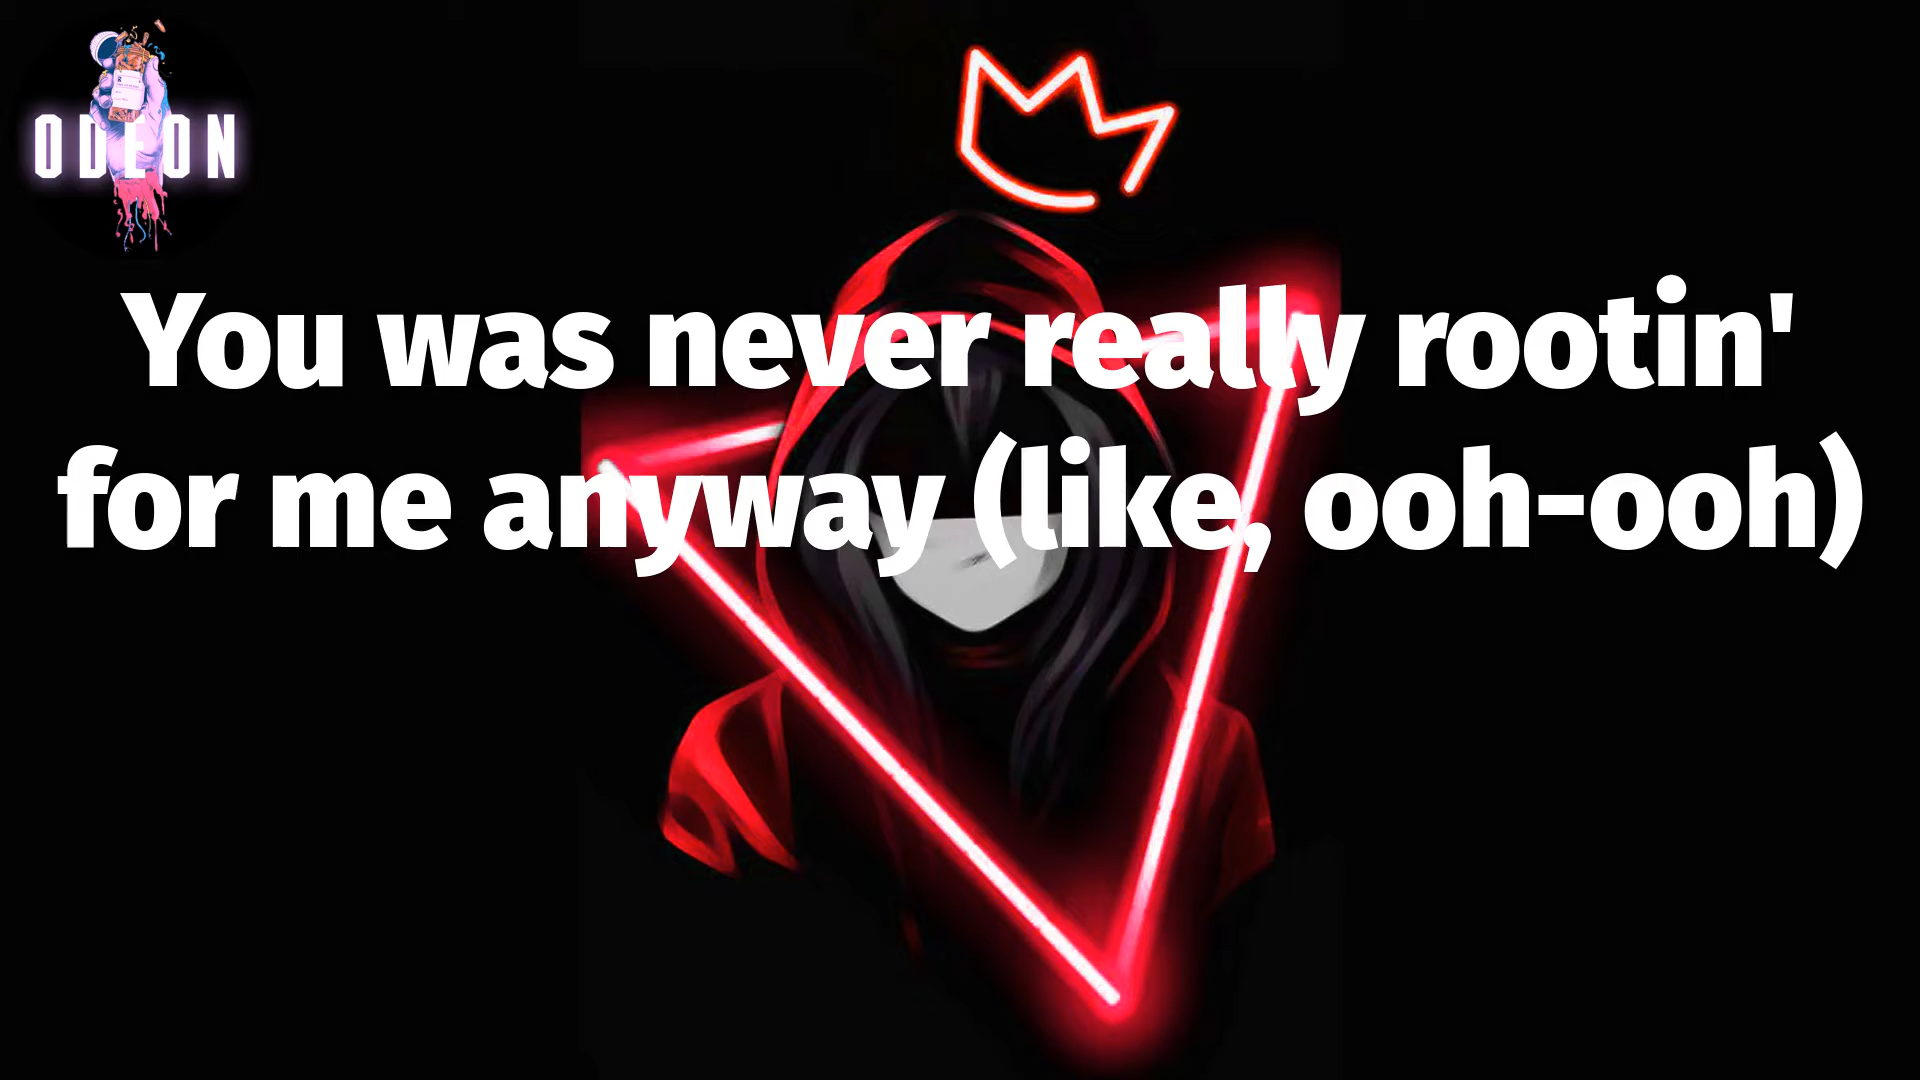 ODEON
You was never really rootin'
for me anyway (like, ooh-ooh)